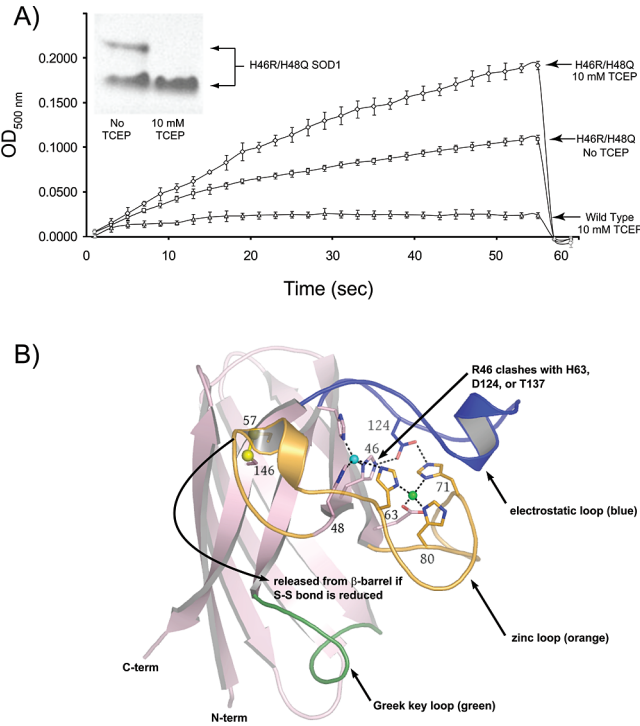 A)
H46R/H48Q SOD1
No
TCEP
10 mM
TCEP
OD500 nm
0.2000
0.1500
0.1000
0.0500
0.0000
0
10
20
30
40
50
60
Time (sec)
H46R/H48Q
10 mM TCEP
H46R/H48Q
No TCEP
Wild Type
10 mM TCEP
B)
R46 clashes with H63,
D124, or T137
57
124
46
146
71
63
48
80
electrostatic loop (blue)
released from β-barrel if
S-S bond is reduced
zinc loop (orange)
C-term
N-term
Greek key loop (green)